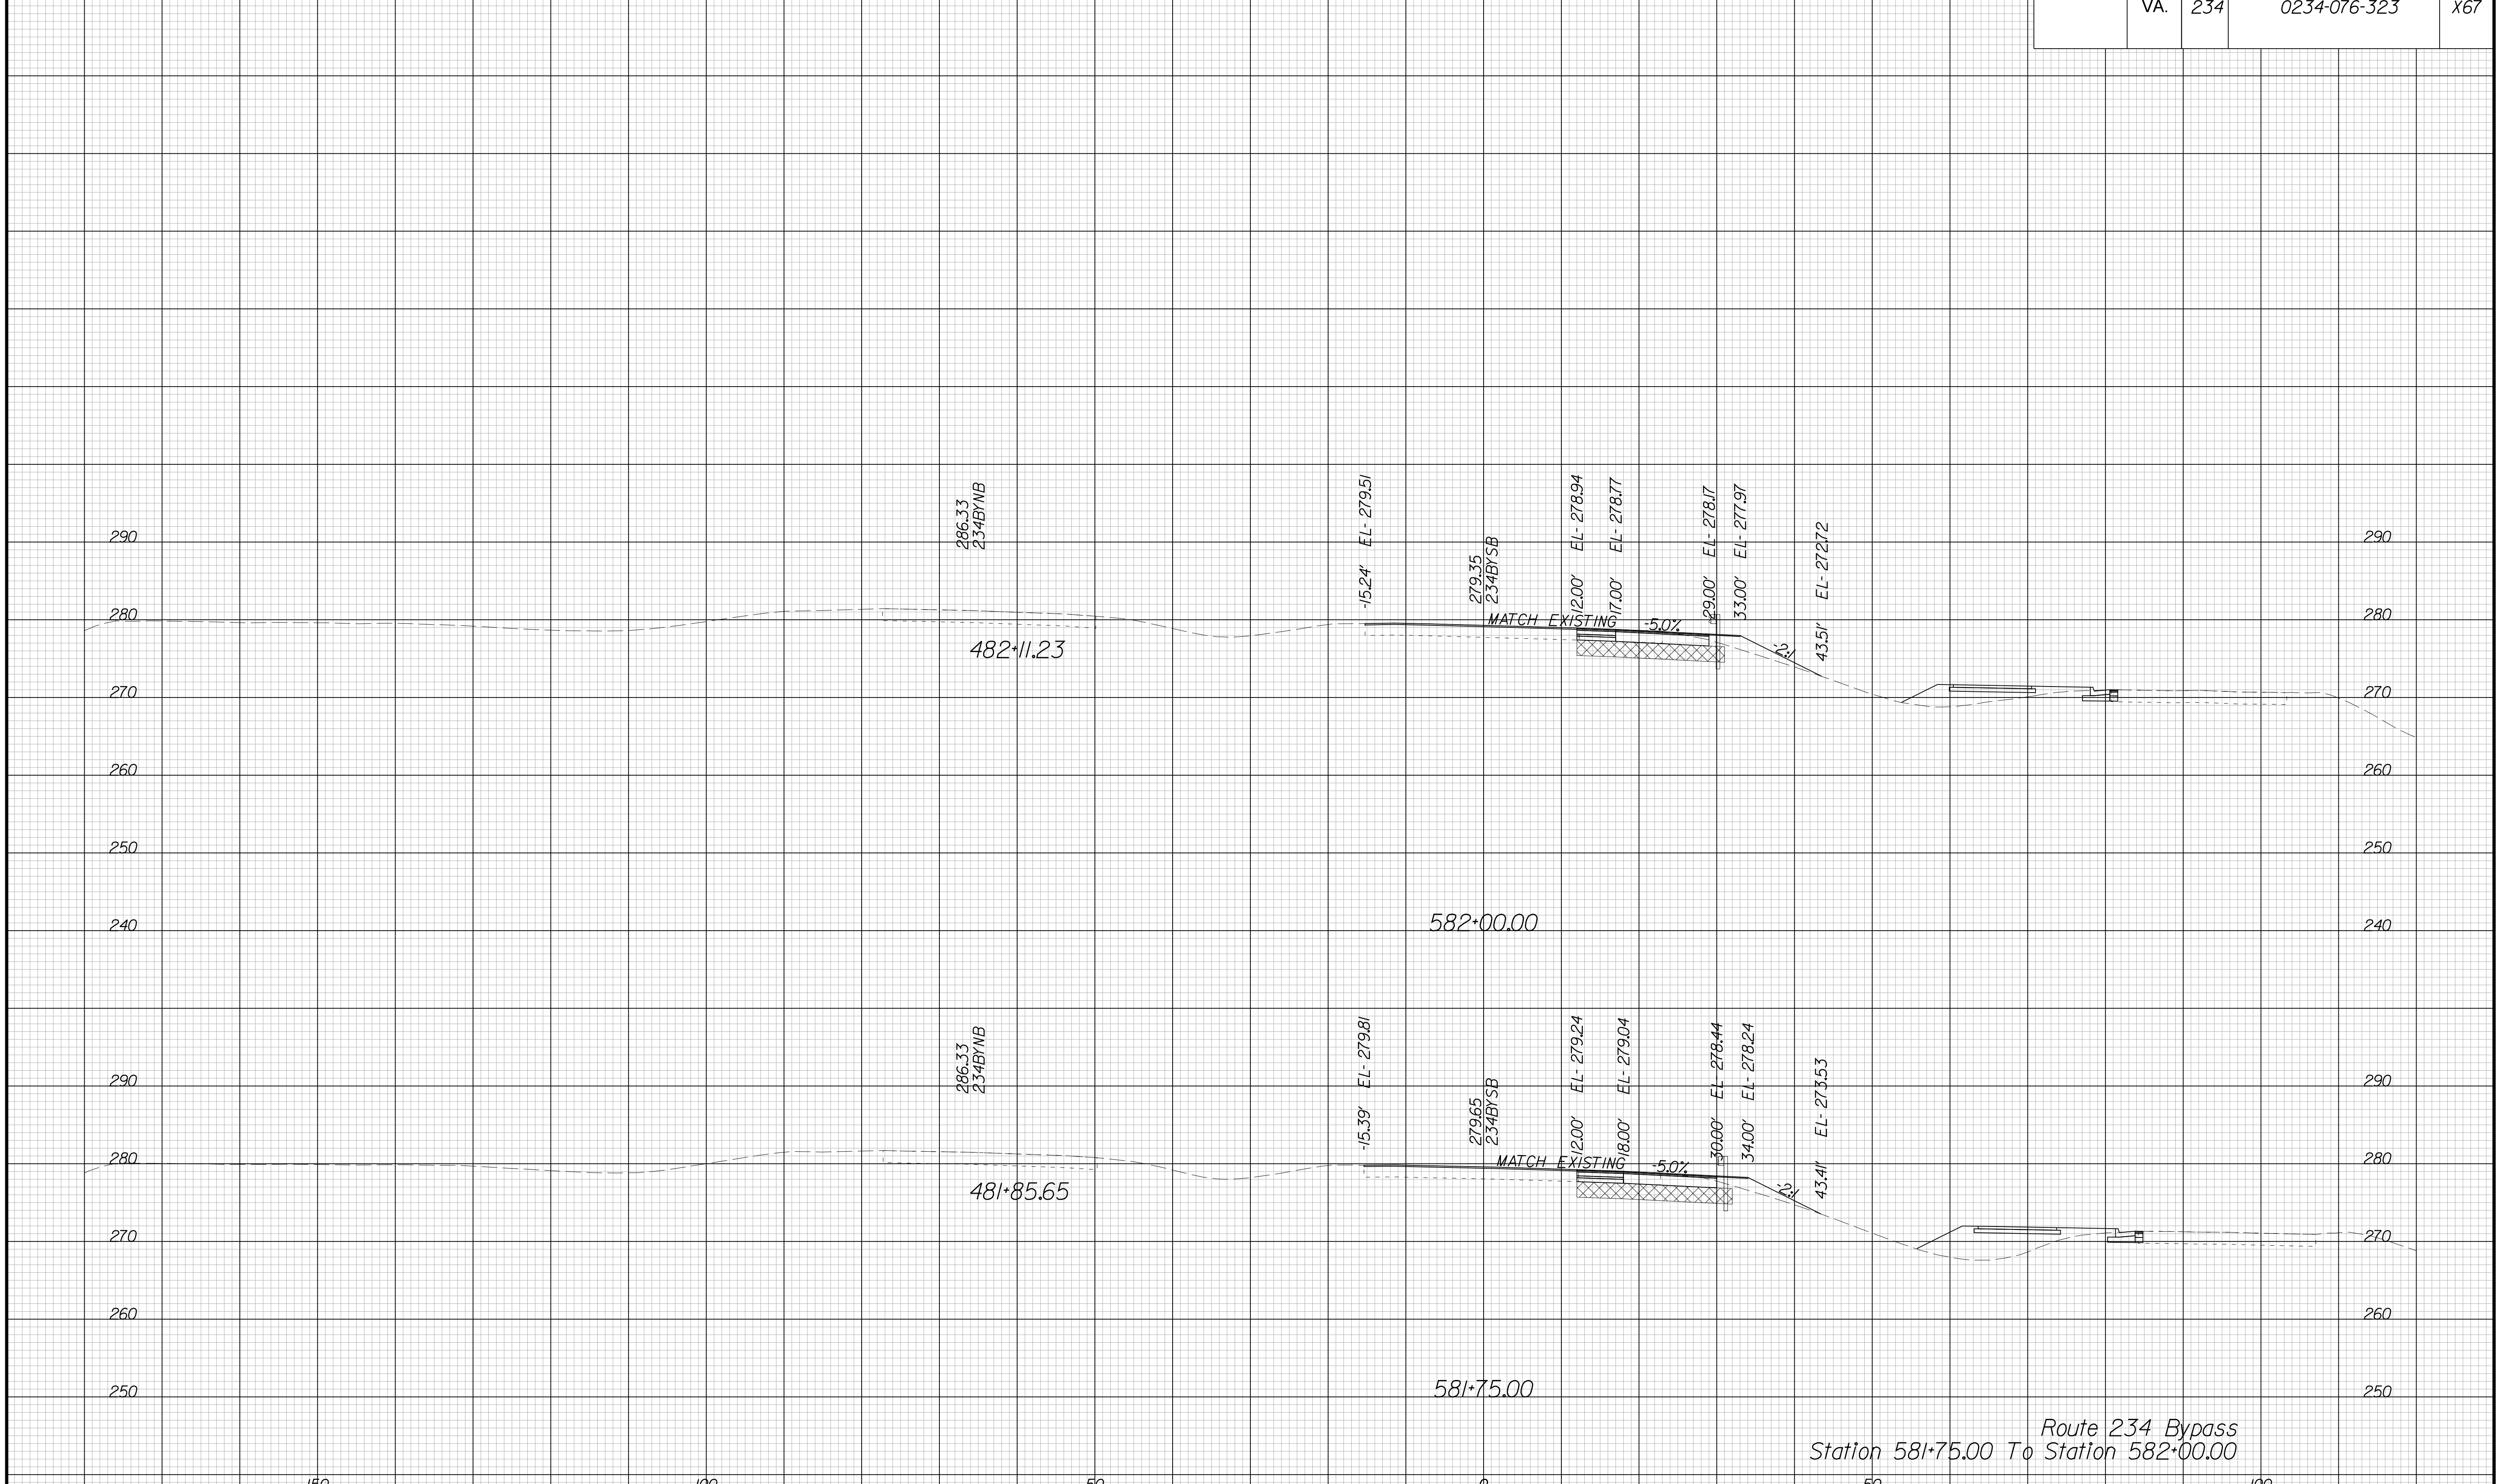 VA. 234 0234-076-323 X67
286.33
234BYNB
-15.24' EL- 279.51
279.35
234BYSB
12.00' EL- 278.94
17.00' EL- 278.77
29.00' EL- 278.17
33.00' EL- 277.97
43.51' EL- 272.72
290 290
280 280
MATCH EXISTING -5.0%
-2:1
482+11.23
270 270
260 260
250 250
240 240
582+00.00
286.33
234BYNB
-15.39' EL- 279.81
279.65
234BYSB
12.00' EL- 279.24
18.00' EL- 279.04
30.00' EL- 278.44
34.00' EL- 278.24
43.41' EL- 273.53
290 290
280 280
MATCH EXISTING -5.0%
-2:1
481+85.65
270 270
260 260
250 250
581+75.00
Route 234 Bypass
Station 581+75.00 To Station 582+00.00